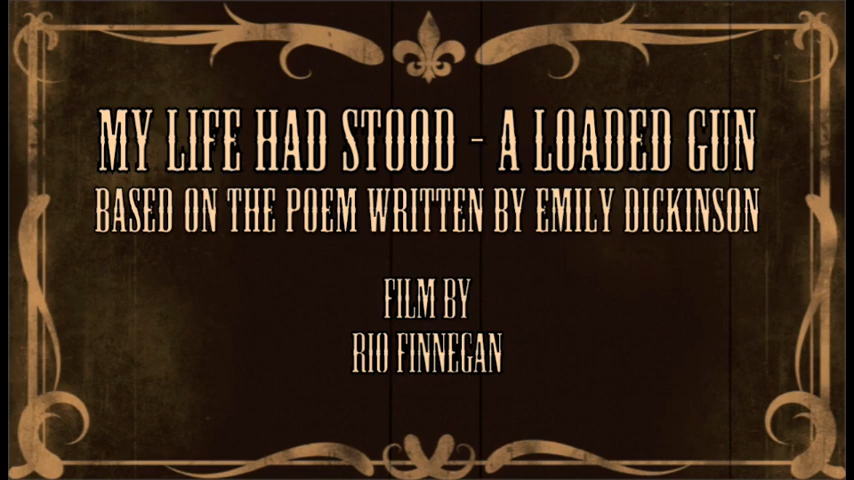 MY LIFE HAD STOOD - A LOADED GUN
BASED ON THE POEM WRITTEN BY EMILY DICKINSON
FILM BY
RIO FINNEGAN